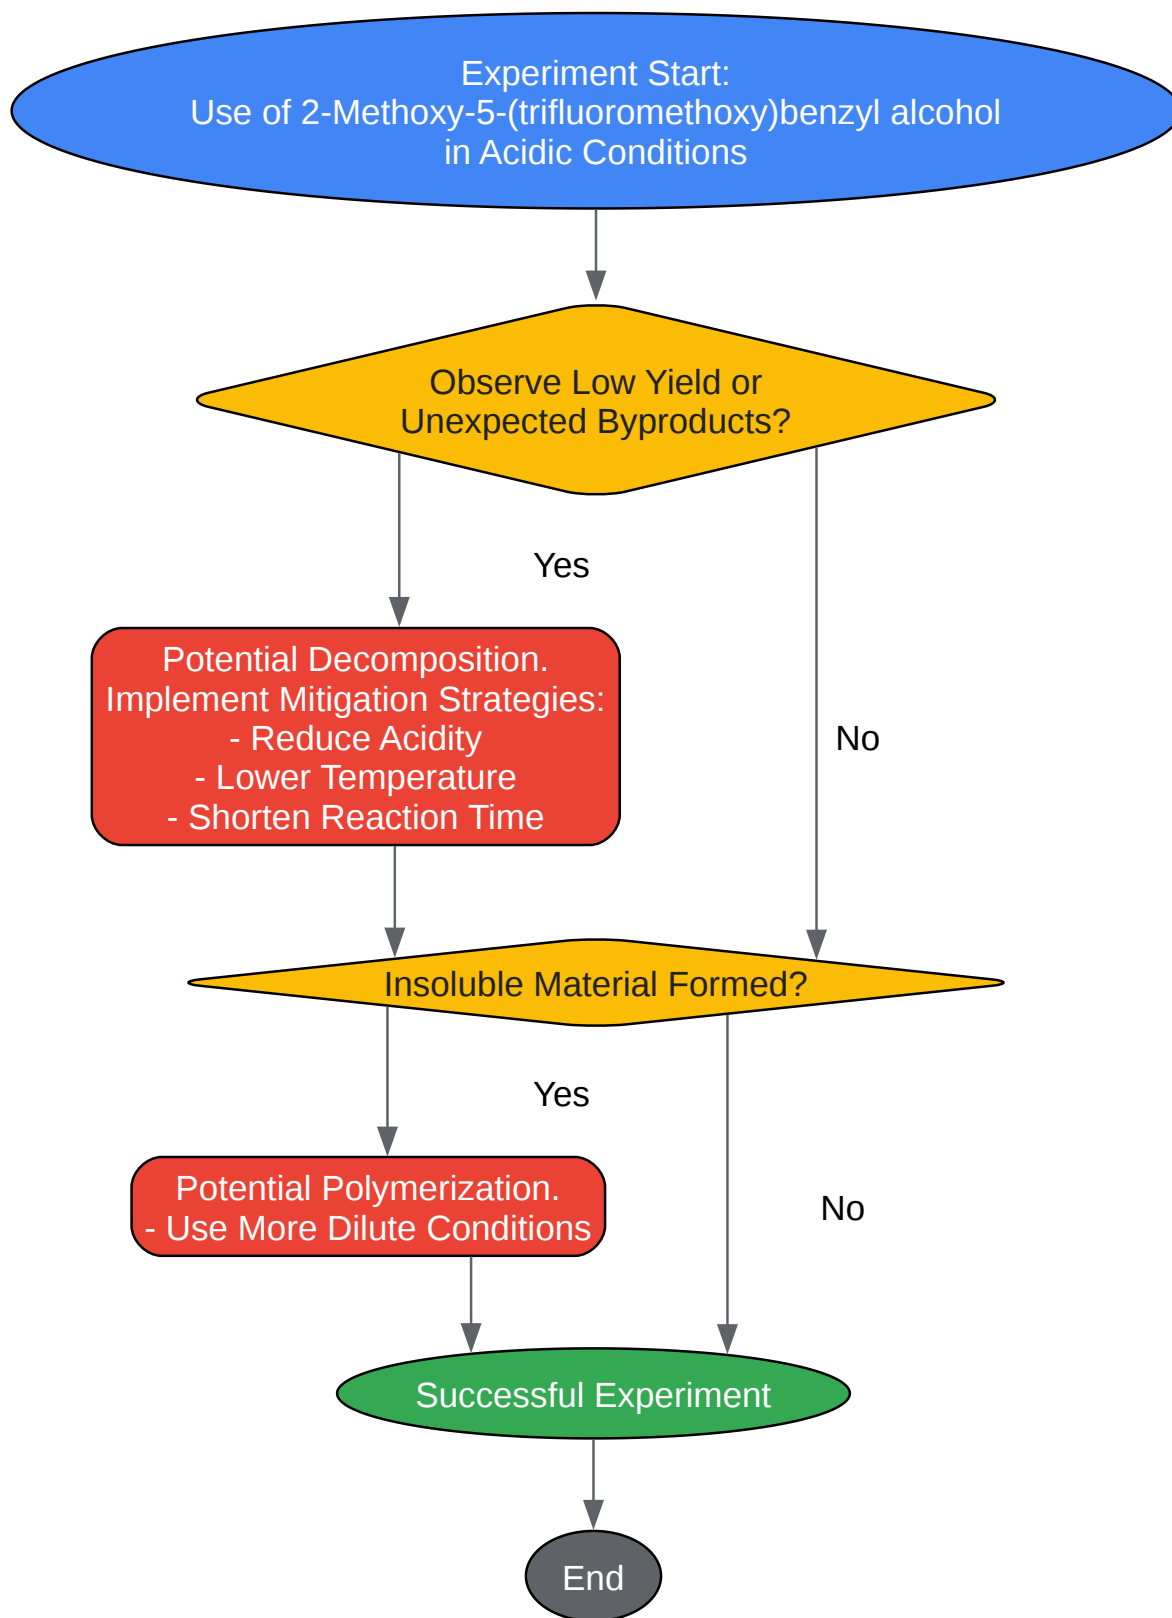 Experiment Start:
Use of 2-Methoxy-5-(trifluoromethoxy)benzyl alcohol
in Acidic Conditions
Observe Low Yield or
Unexpected Byproducts?
Yes
Potential Decomposition.
Implement Mitigation Strategies:
- Reduce Acidity
- Lower Temperature
- Shorten Reaction Time
No
Insoluble Material Formed?
Yes
Potential Polymerization.
- Use More Dilute Conditions
No
Successful Experiment
End